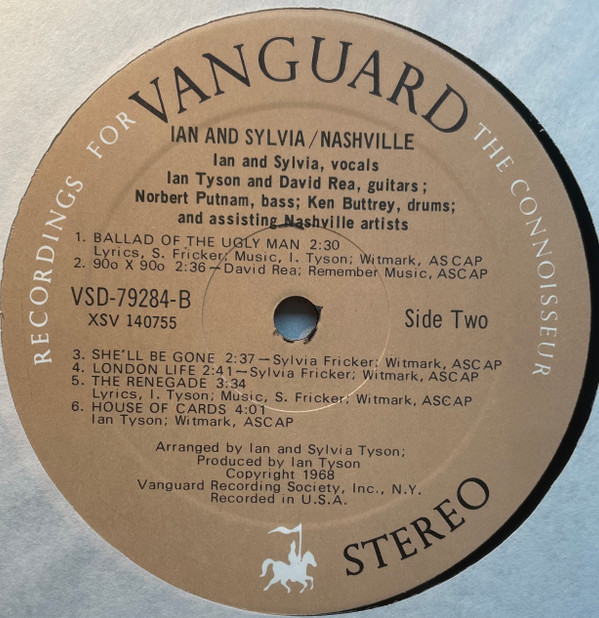 RECORDINGS FOR VANGUARD THE CONNOISSEUR
IAN AND SYLVIA/NASHVILLE
Ian and Sylvia, vocals
Ian Tyson and David Rea, guitars;
Norbert Putnam, bass; Ken Buttrey, drums;
and assisting Nashville artists
1. BALLAD OF THE UGLY MAN 2:30
Lyrics, S. Fricker; Music, I. Tyson; Witmark, ASCAP
2. 90o X 90o 2:36—David Rea; Remember Music, ASCAP
VSD-79284-B
XSV 140755
Side Two
3. SHE'LL BE GONE 2:37—Sylvia Fricker; Witmark, ASCAP
4. LONDON LIFE 2:41—Sylvia Fricker; Witmark, ASCAP
5. THE RENEGADE 3:34
Lyrics, I. Tyson; Music, S. Fricker; Witmark, ASCAP
6. HOUSE OF CARDS 4:01
Ian Tyson; Witmark, ASCAP
Arranged by Ian and Sylvia Tyson;
Produced by Ian Tyson
Copyright 1968
Vanguard Recording Society, Inc., N.Y.
Recorded in U.S.A.
STEREO